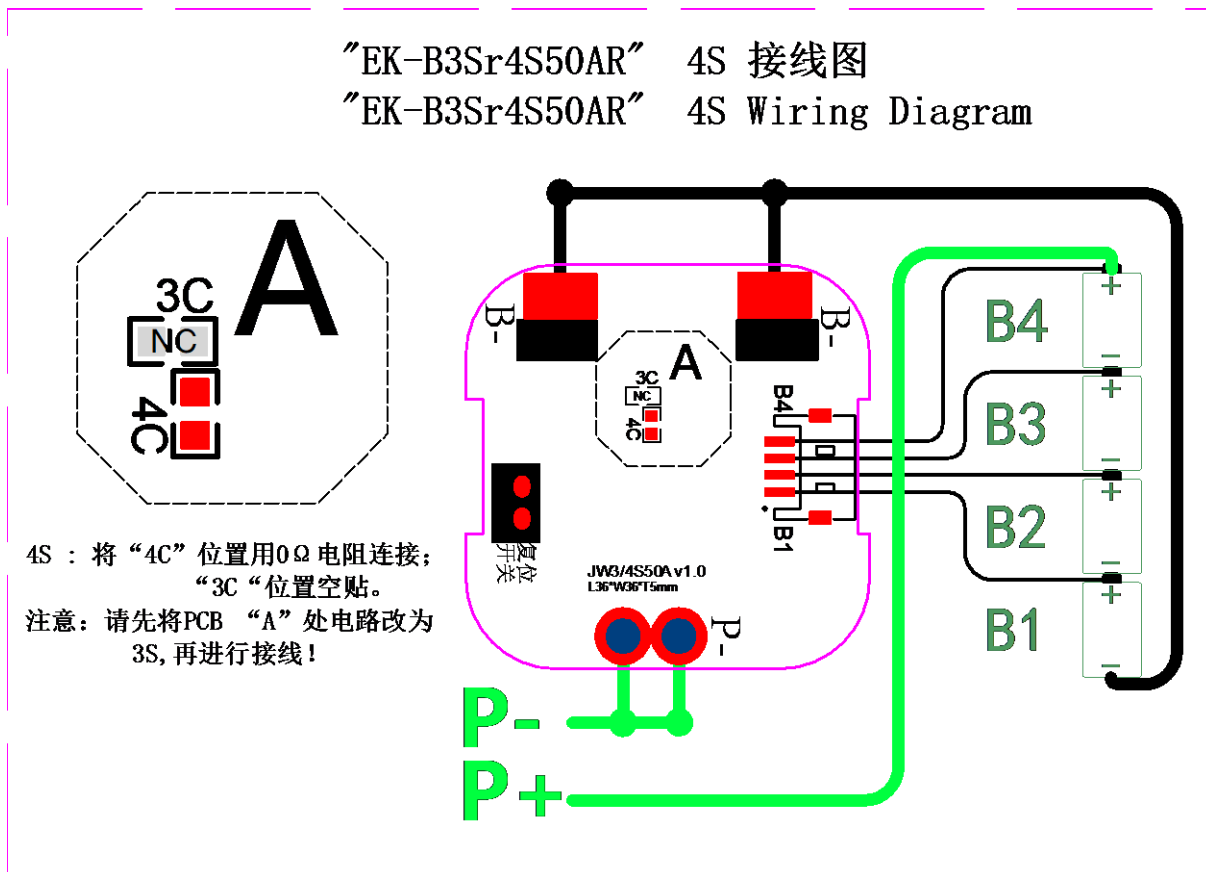 "EK-B3Sr4S50AR" 4S 接线图
"EK-B3Sr4S50AR" 4S Wiring Diagram
A
3C
NC
4C
4S : 将“4C”位置用0Ω电阻连接;
“3C“位置空贴。
注意: 请先将PCB “A”处电路改为
3S,再进行接线!
B-
B-
A
3C
NC
4C
B4
B1
复位
开关
JW3/4S50A v1.0
L36*W36*T5mm
P-
P-
P+
+
B4
−
+
B3
−
+
B2
−
+
B1
−